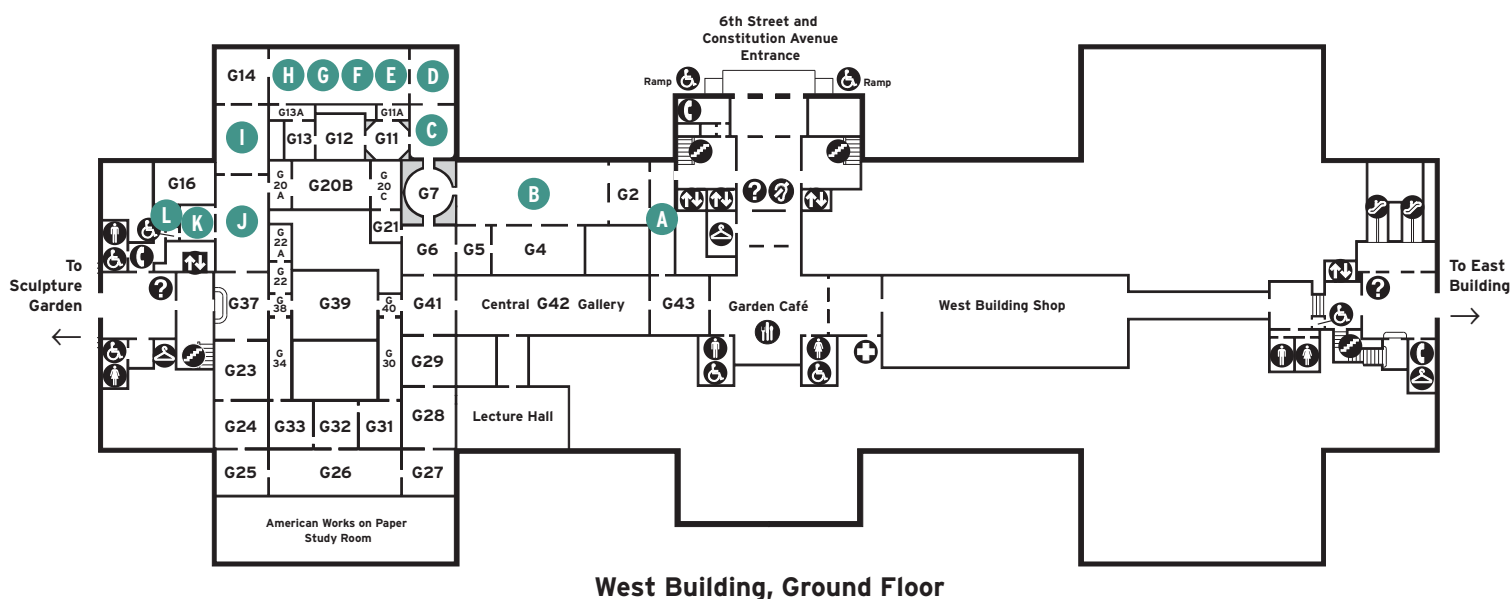 6th Street and
Constitution Avenue
Entrance
Ramp
Ramp
G14
H
G
F
E
D
G13A
G11A
I
G13
G12
G11
C
G16
G
20
A
G20B
G
20
C
G7
B
G2
?
L
K
J
G21
A
G
22
A
G6
G5
G4
To
Sculpture
Garden
?
G
22
G37
G
38
G39
G
40
G41
Central G42 Gallery
G43
Garden Café
West Building Shop
?
To East
Building
G23
G
34
G
30
G29
G24
G33
G32
G31
G28
Lecture Hall
G25
G26
G27
American Works on Paper
Study Room
West Building, Ground Floor